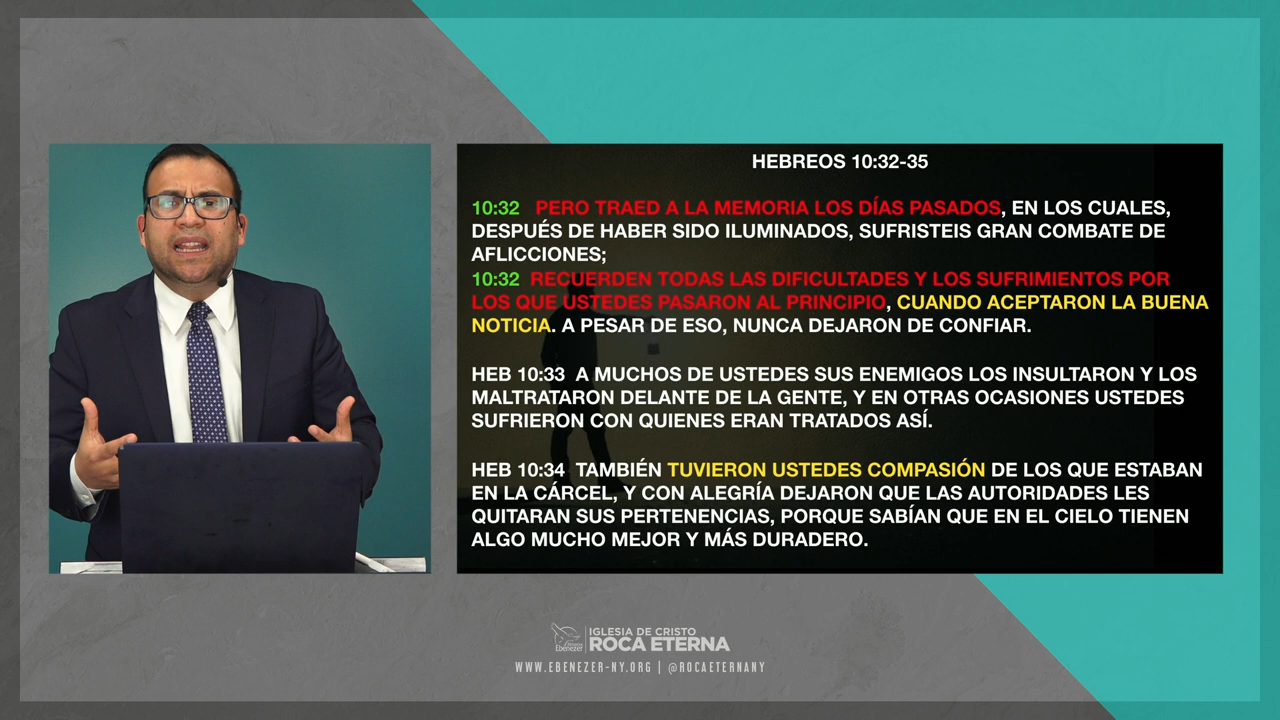 HEBREOS 10:32-35
10:32 PERO TRAED A LA MEMORIA LOS DÍAS PASADOS, EN LOS CUALES,
DESPUÉS DE HABER SIDO ILUMINADOS, SUFRISTEIS GRAN COMBATE DE
AFLICCIONES;
10:32 RECUERDEN TODAS LAS DIFICULTADES Y LOS SUFRIMIENTOS POR
LOS QUE USTEDES PASARON AL PRINCIPIO, CUANDO ACEPTARON LA BUENA
NOTICIA. A PESAR DE ESO, NUNCA DEJARON DE CONFIAR.
HEB 10:33 A MUCHOS DE USTEDES SUS ENEMIGOS LOS INSULTARON Y LOS
MALTRATARON DELANTE DE LA GENTE, Y EN OTRAS OCASIONES USTEDES
SUFRIERON CON QUIENES ERAN TRATADOS ASÍ.
HEB 10:34 TAMBIÉN TUVIERON USTEDES COMPASIÓN DE LOS QUE ESTABAN
EN LA CÁRCEL, Y CON ALEGRÍA DEJARON QUE LAS AUTORIDADES LES
QUITARAN SUS PERTENENCIAS, PORQUE SABÍAN QUE EN EL CIELO TIENEN
ALGO MUCHO MEJOR Y MÁS DURADERO.
Ebenezer
IGLESIA DE CRISTO
ROCA ETERNA
WWW.EBENEZER-NY.ORG | @ROCAETERNANY